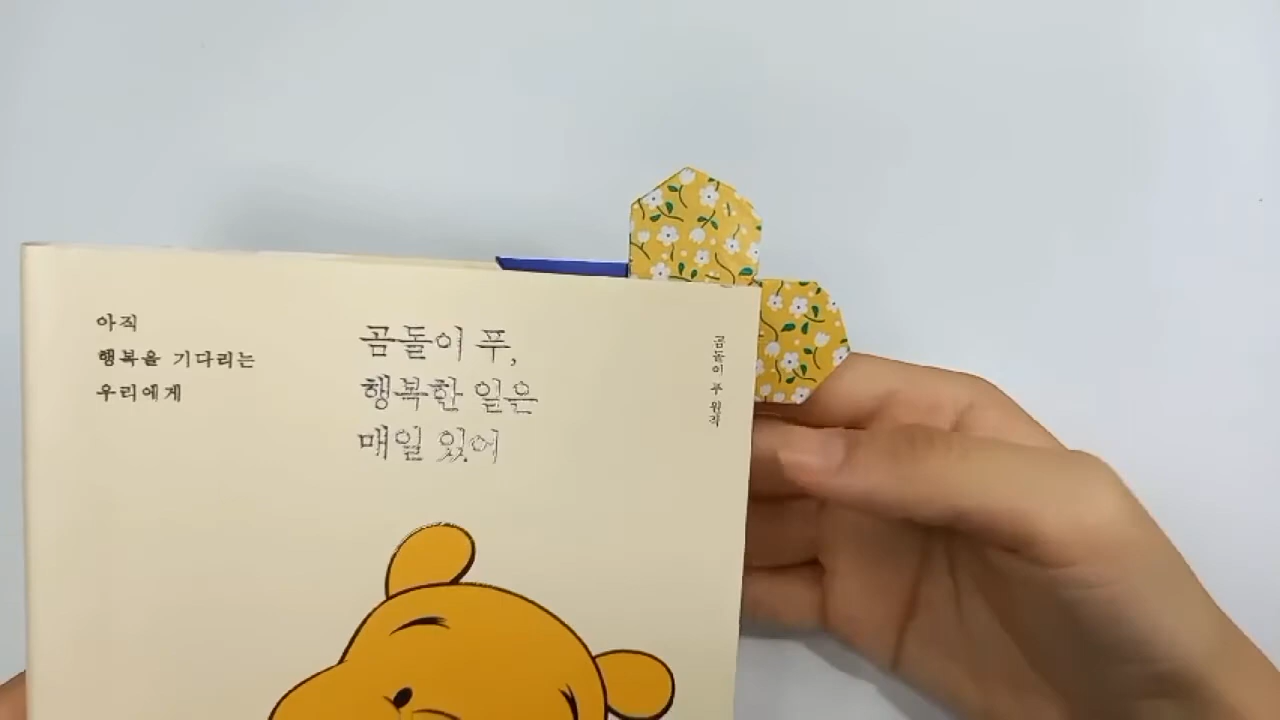 아직
행복을 기다리는
우리에게
곰돌이 푸,
행복한 일은
매일 있어
곰돌이 푸 원작